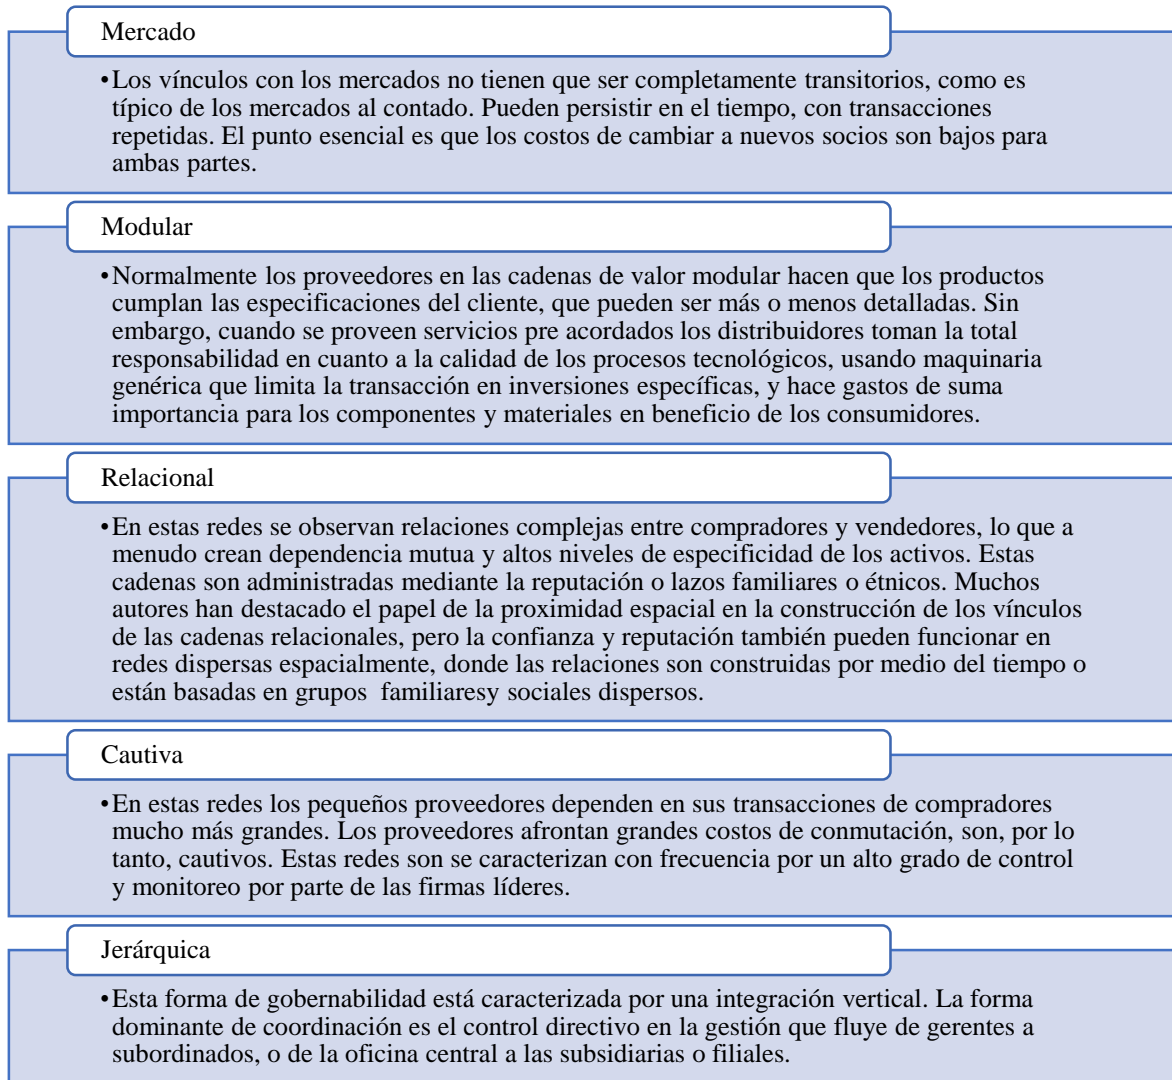 Mercado
•Los vínculos con los mercados no tienen que ser completamente transitorios, como es
típico de los mercados al contado. Pueden persistir en el tiempo, con transacciones
repetidas. El punto esencial es que los costos de cambiar a nuevos socios son bajos para
ambas partes.
Modular
•Normalmente los proveedores en las cadenas de valor modular hacen que los productos
cumplan las especificaciones del cliente, que pueden ser más o menos detalladas. Sin
embargo, cuando se proveen servicios pre acordados los distribuidores toman la total
responsabilidad en cuanto a la calidad de los procesos tecnológicos, usando maquinaria
genérica que limita la transacción en inversiones específicas, y hace gastos de suma
importancia para los componentes y materiales en beneficio de los consumidores.
Relacional
•En estas redes se observan relaciones complejas entre compradores y vendedores, lo que a
menudo crean dependencia mutua y altos niveles de especificidad de los activos. Estas
cadenas son administradas mediante la reputación o lazos familiares o étnicos. Muchos
autores han destacado el papel de la proximidad espacial en la construcción de los vínculos
de las cadenas relacionales, pero la confianza y reputación también pueden funcionar en
redes dispersas espacialmente, donde las relaciones son construidas por medio del tiempo o
están basadas en grupos  familiaresy sociales dispersos.
Cautiva
•En estas redes los pequeños proveedores dependen en sus transacciones de compradores
mucho más grandes. Los proveedores afrontan grandes costos de conmutación, son, por lo
tanto, cautivos. Estas redes son se caracterizan con frecuencia por un alto grado de control
y monitoreo por parte de las firmas líderes.
Jerárquica
•Esta forma de gobernabilidad está caracterizada por una integración vertical. La forma
dominante de coordinación es el control directivo en la gestión que fluye de gerentes a
subordinados, o de la oficina central a las subsidiarias o filiales.